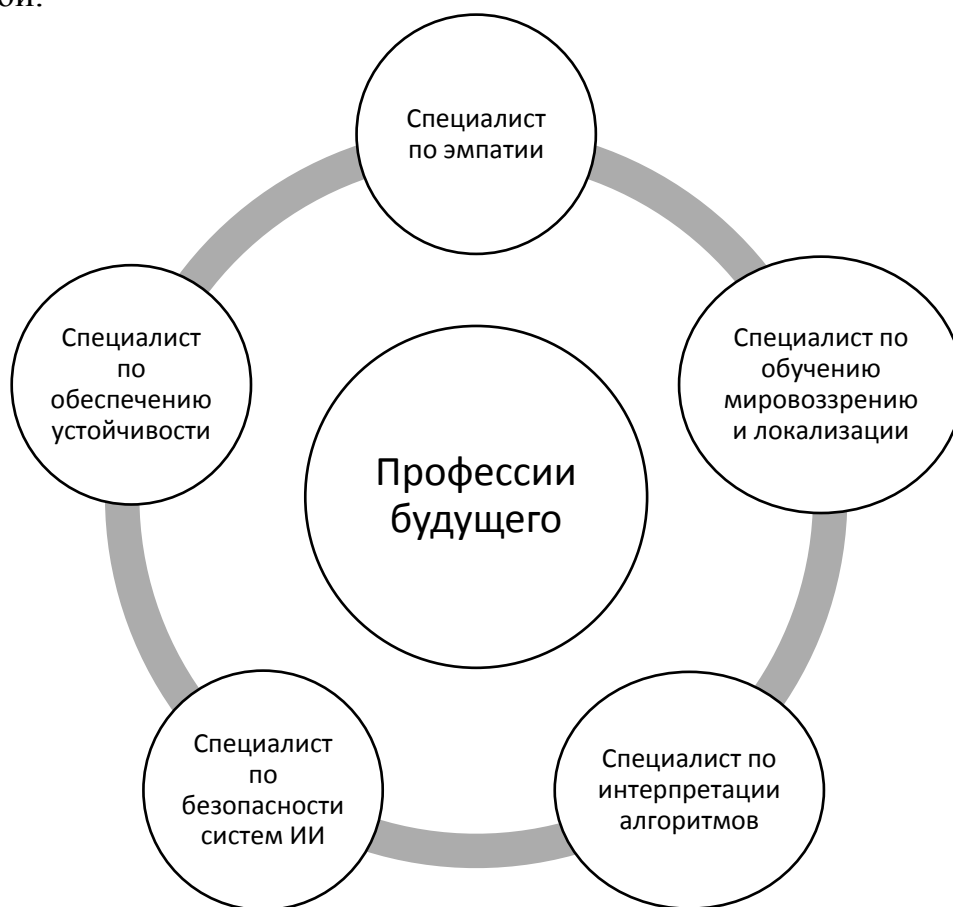 ой.
Специалист
по эмпатии
Специалист по
обучению
мировоззрению
и локализации
Специалист по
интерпретации
алгоритмов
Специалист
по
безопасности
систем ИИ
Специалист
по
обеспечению
устойчивости
Профессии
будущего